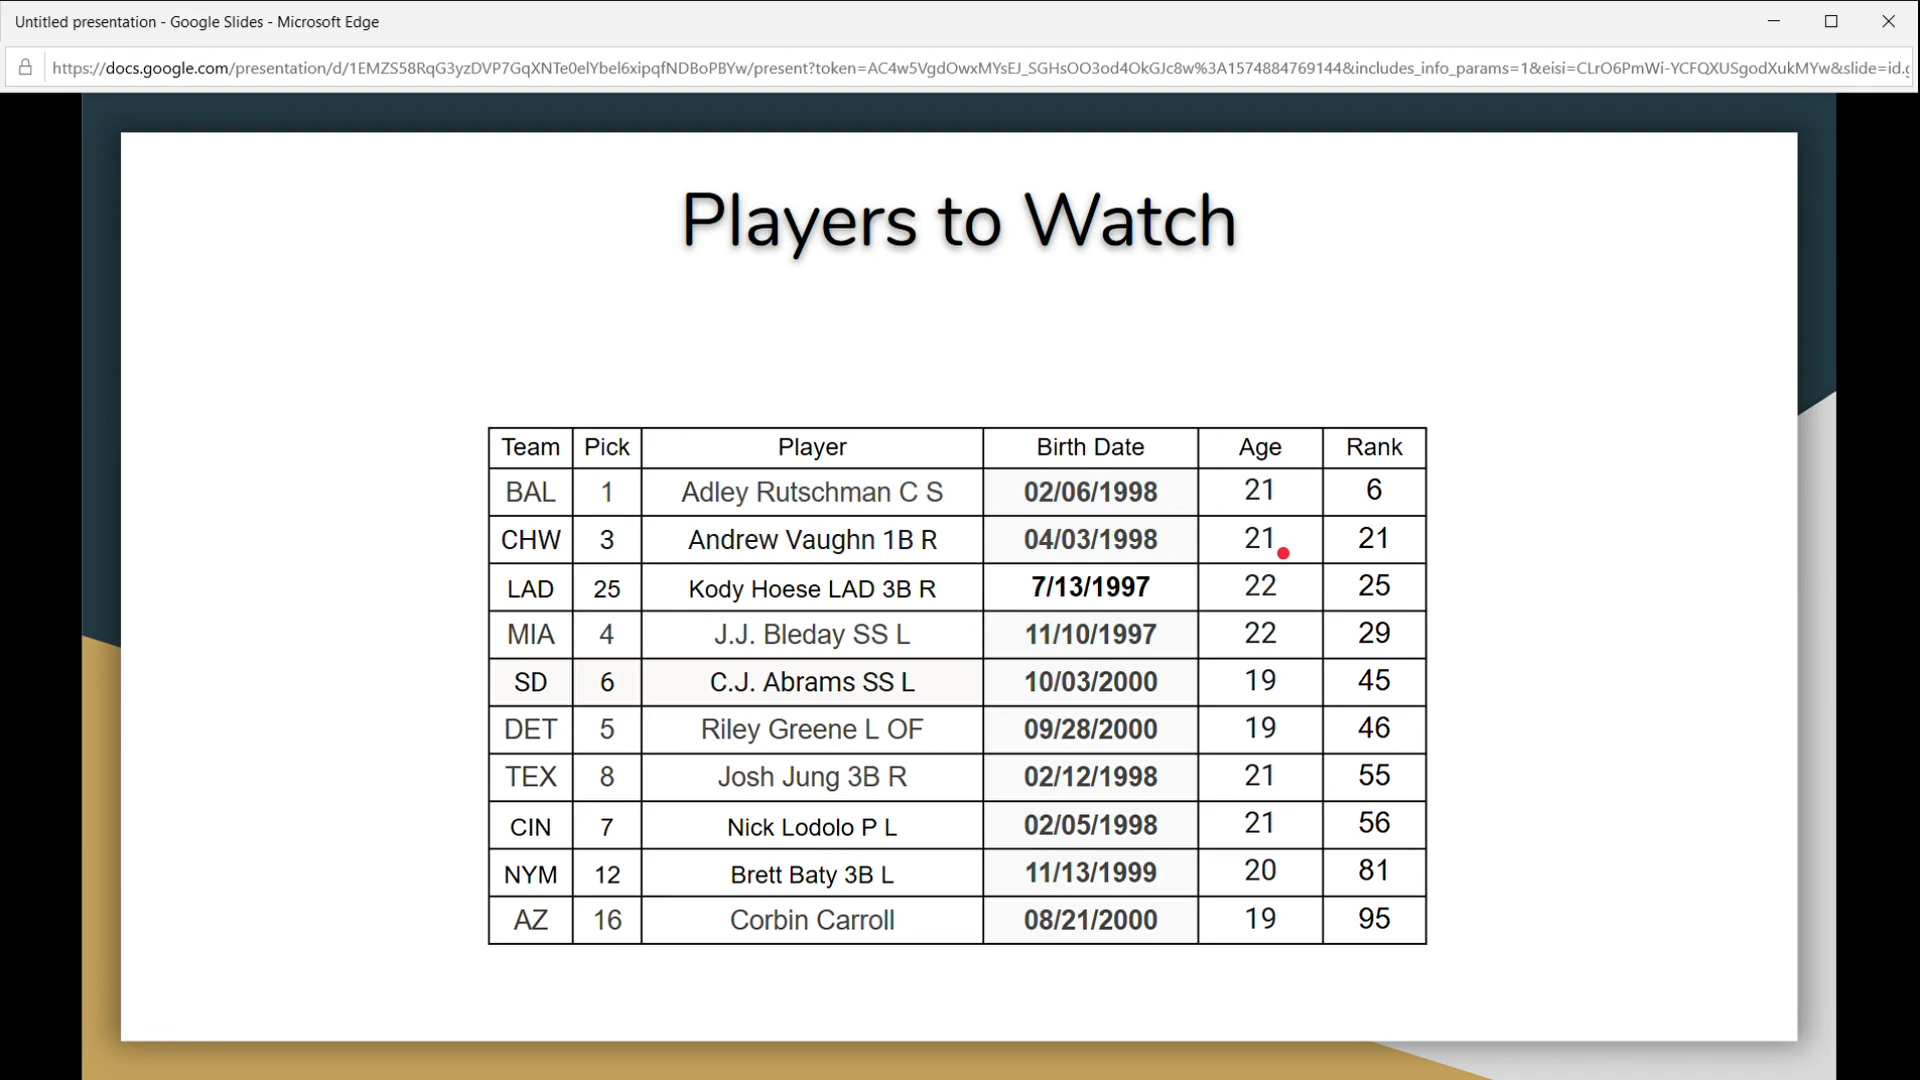 Untitled presentation - Google Slides - Microsoft Edge
https://docs.google.com/presentation/d/1EMZS58RqG3yzDVP7GqXNTe0elYbel6xipqfNDBoPBYw/present?token=AC4w5VgdOwxMYsEJ_SGHsOO3od4OkGJc8w%3A1574884769144&includes_info_params=1&eisi=CLrO6PmWi-YCFQXUSgodXukMYw&slide=id.g
Players to Watch
Team Pick Player Birth Date Age Rank
BAL 1 Adley Rutschman C S 02/06/1998 21 6
CHW 3 Andrew Vaughn 1B R 04/03/1998 21 21
LAD 25 Kody Hoese LAD 3B R 7/13/1997 22 25
MIA 4 J.J. Bleday SS L 11/10/1997 22 29
SD 6 C.J. Abrams SS L 10/03/2000 19 45
DET 5 Riley Greene L OF 09/28/2000 19 46
TEX 8 Josh Jung 3B R 02/12/1998 21 55
CIN 7 Nick Lodolo P L 02/05/1998 21 56
NYM 12 Brett Baty 3B L 11/13/1999 20 81
AZ 16 Corbin Carroll 08/21/2000 19 95